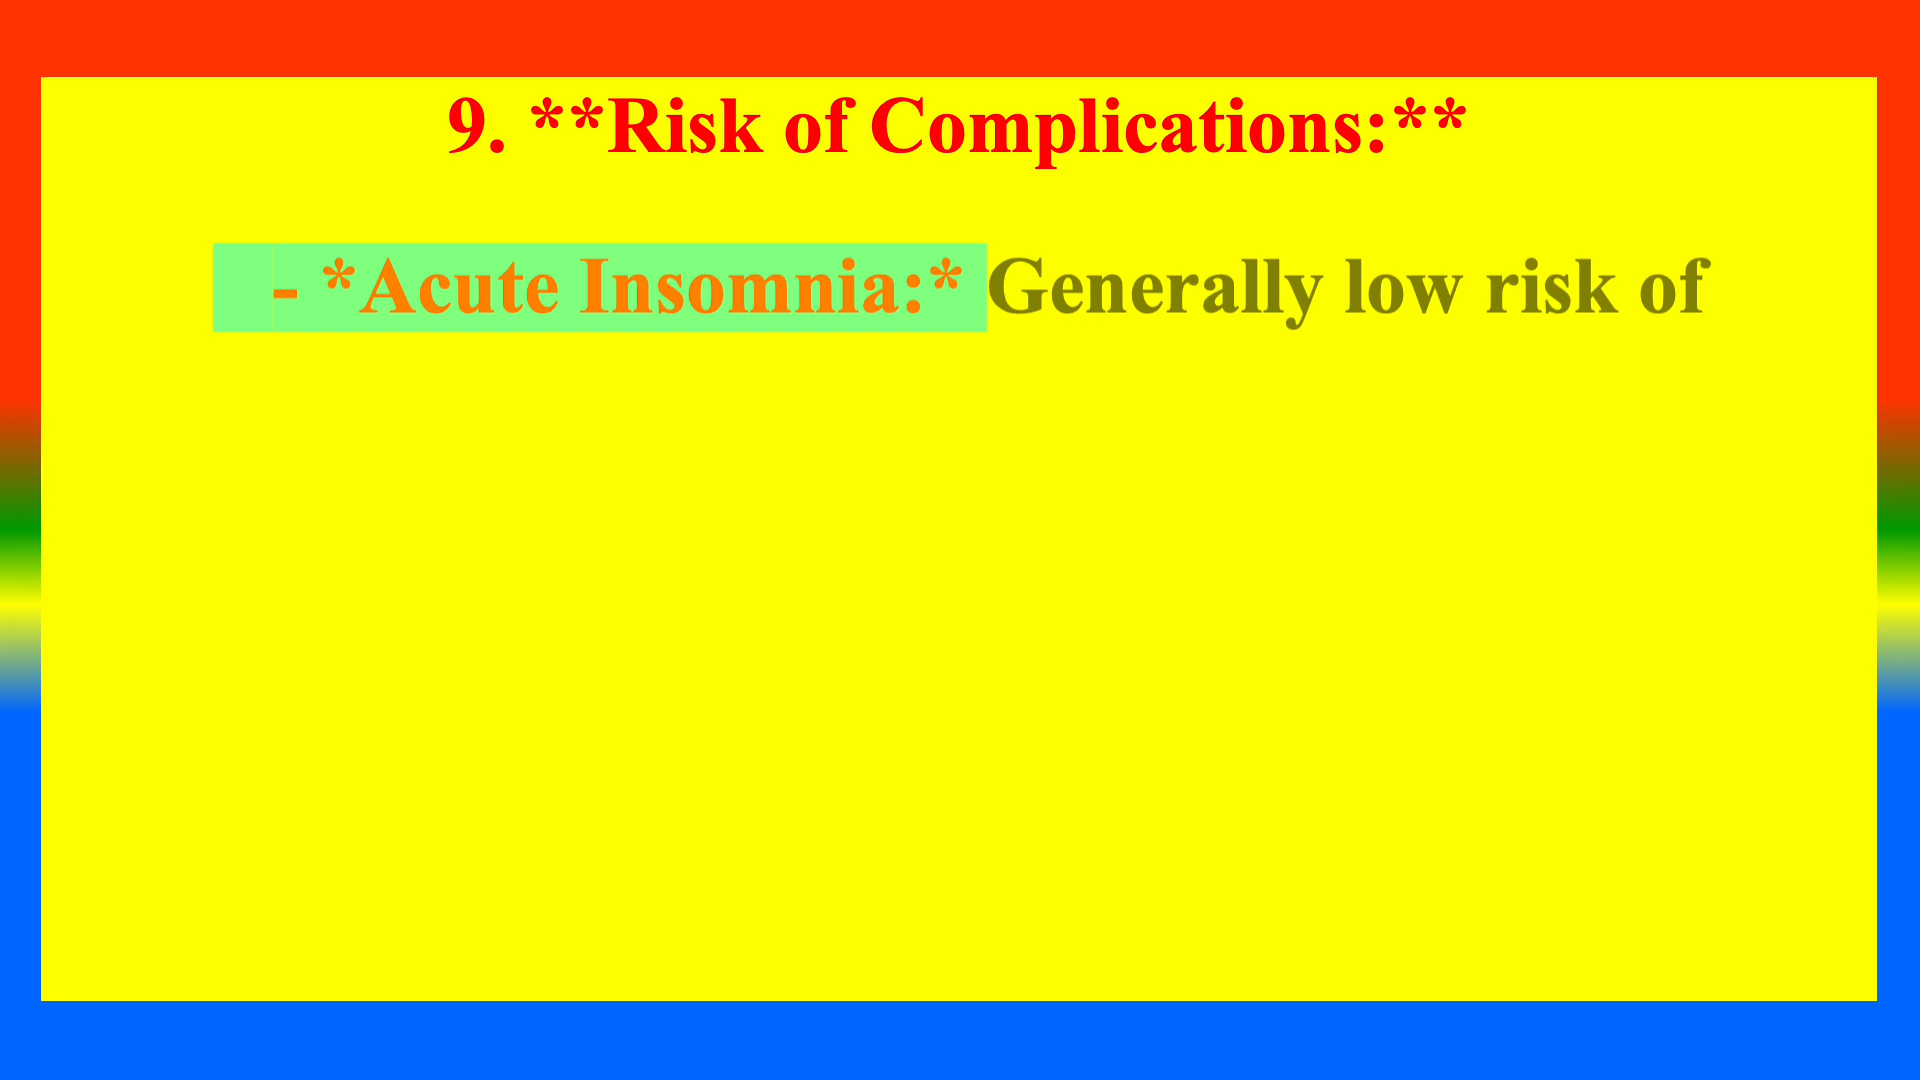 9. **Risk of Complications:**
- *Acute Insomnia:* Generally low risk of